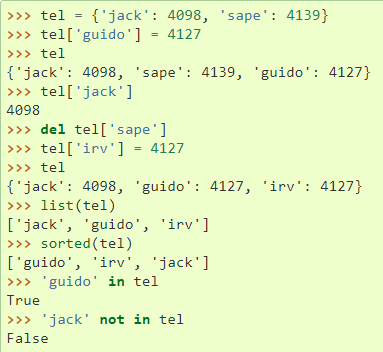 >>> tel = {'jack': 4098, 'sape': 4139}
>>> tel['guido'] = 4127
>>> tel
{'jack': 4098, 'sape': 4139, 'guido': 4127}
>>> tel['jack']
4098
>>> del tel['sape']
>>> tel['irv'] = 4127
>>> tel
{'jack': 4098, 'guido': 4127, 'irv': 4127}
>>> list(tel)
['jack', 'guido', 'irv']
>>> sorted(tel)
['guido', 'irv', 'jack']
>>> 'guido' in tel
True
>>> 'jack' not in tel
False